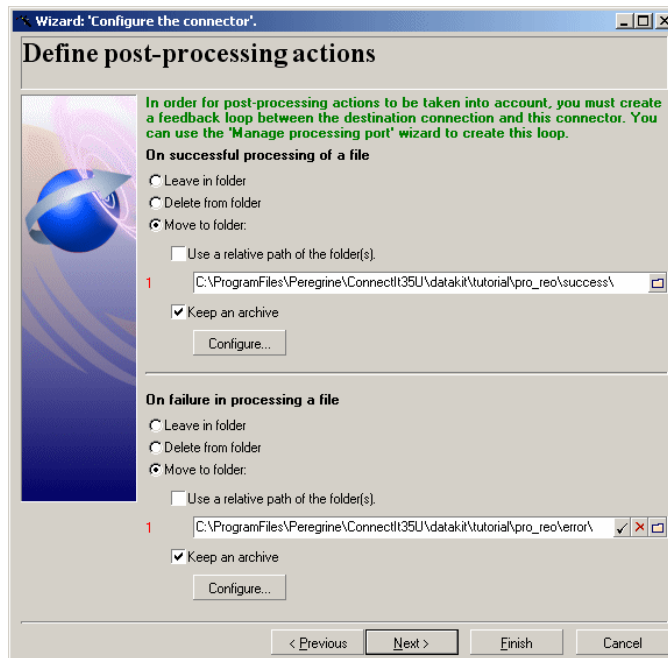 Wizard: 'Configure the connector'.
Define post-processing actions
In order for post-processing actions to be taken into account, you must create
a feedback loop between the destination connection and this connector. You
can use the 'Manage processing port' wizard to create this loop.
On successful processing of a file
Leave in folder
Delete from folder
Move to folder:
Use a relative path of the folder(s).
1 C:\ProgramFiles\Peregrine\ConnectIt35U\datakit\tutorial\pro_reo\success\
Keep an archive
Configure...
On failure in processing a file
Leave in folder
Delete from folder
Move to folder:
Use a relative path of the folder(s).
1 C:\ProgramFiles\Peregrine\ConnectIt35U\datakit\tutorial\pro_reo\error\
Keep an archive
Configure...
< Previous Next > Finish Cancel